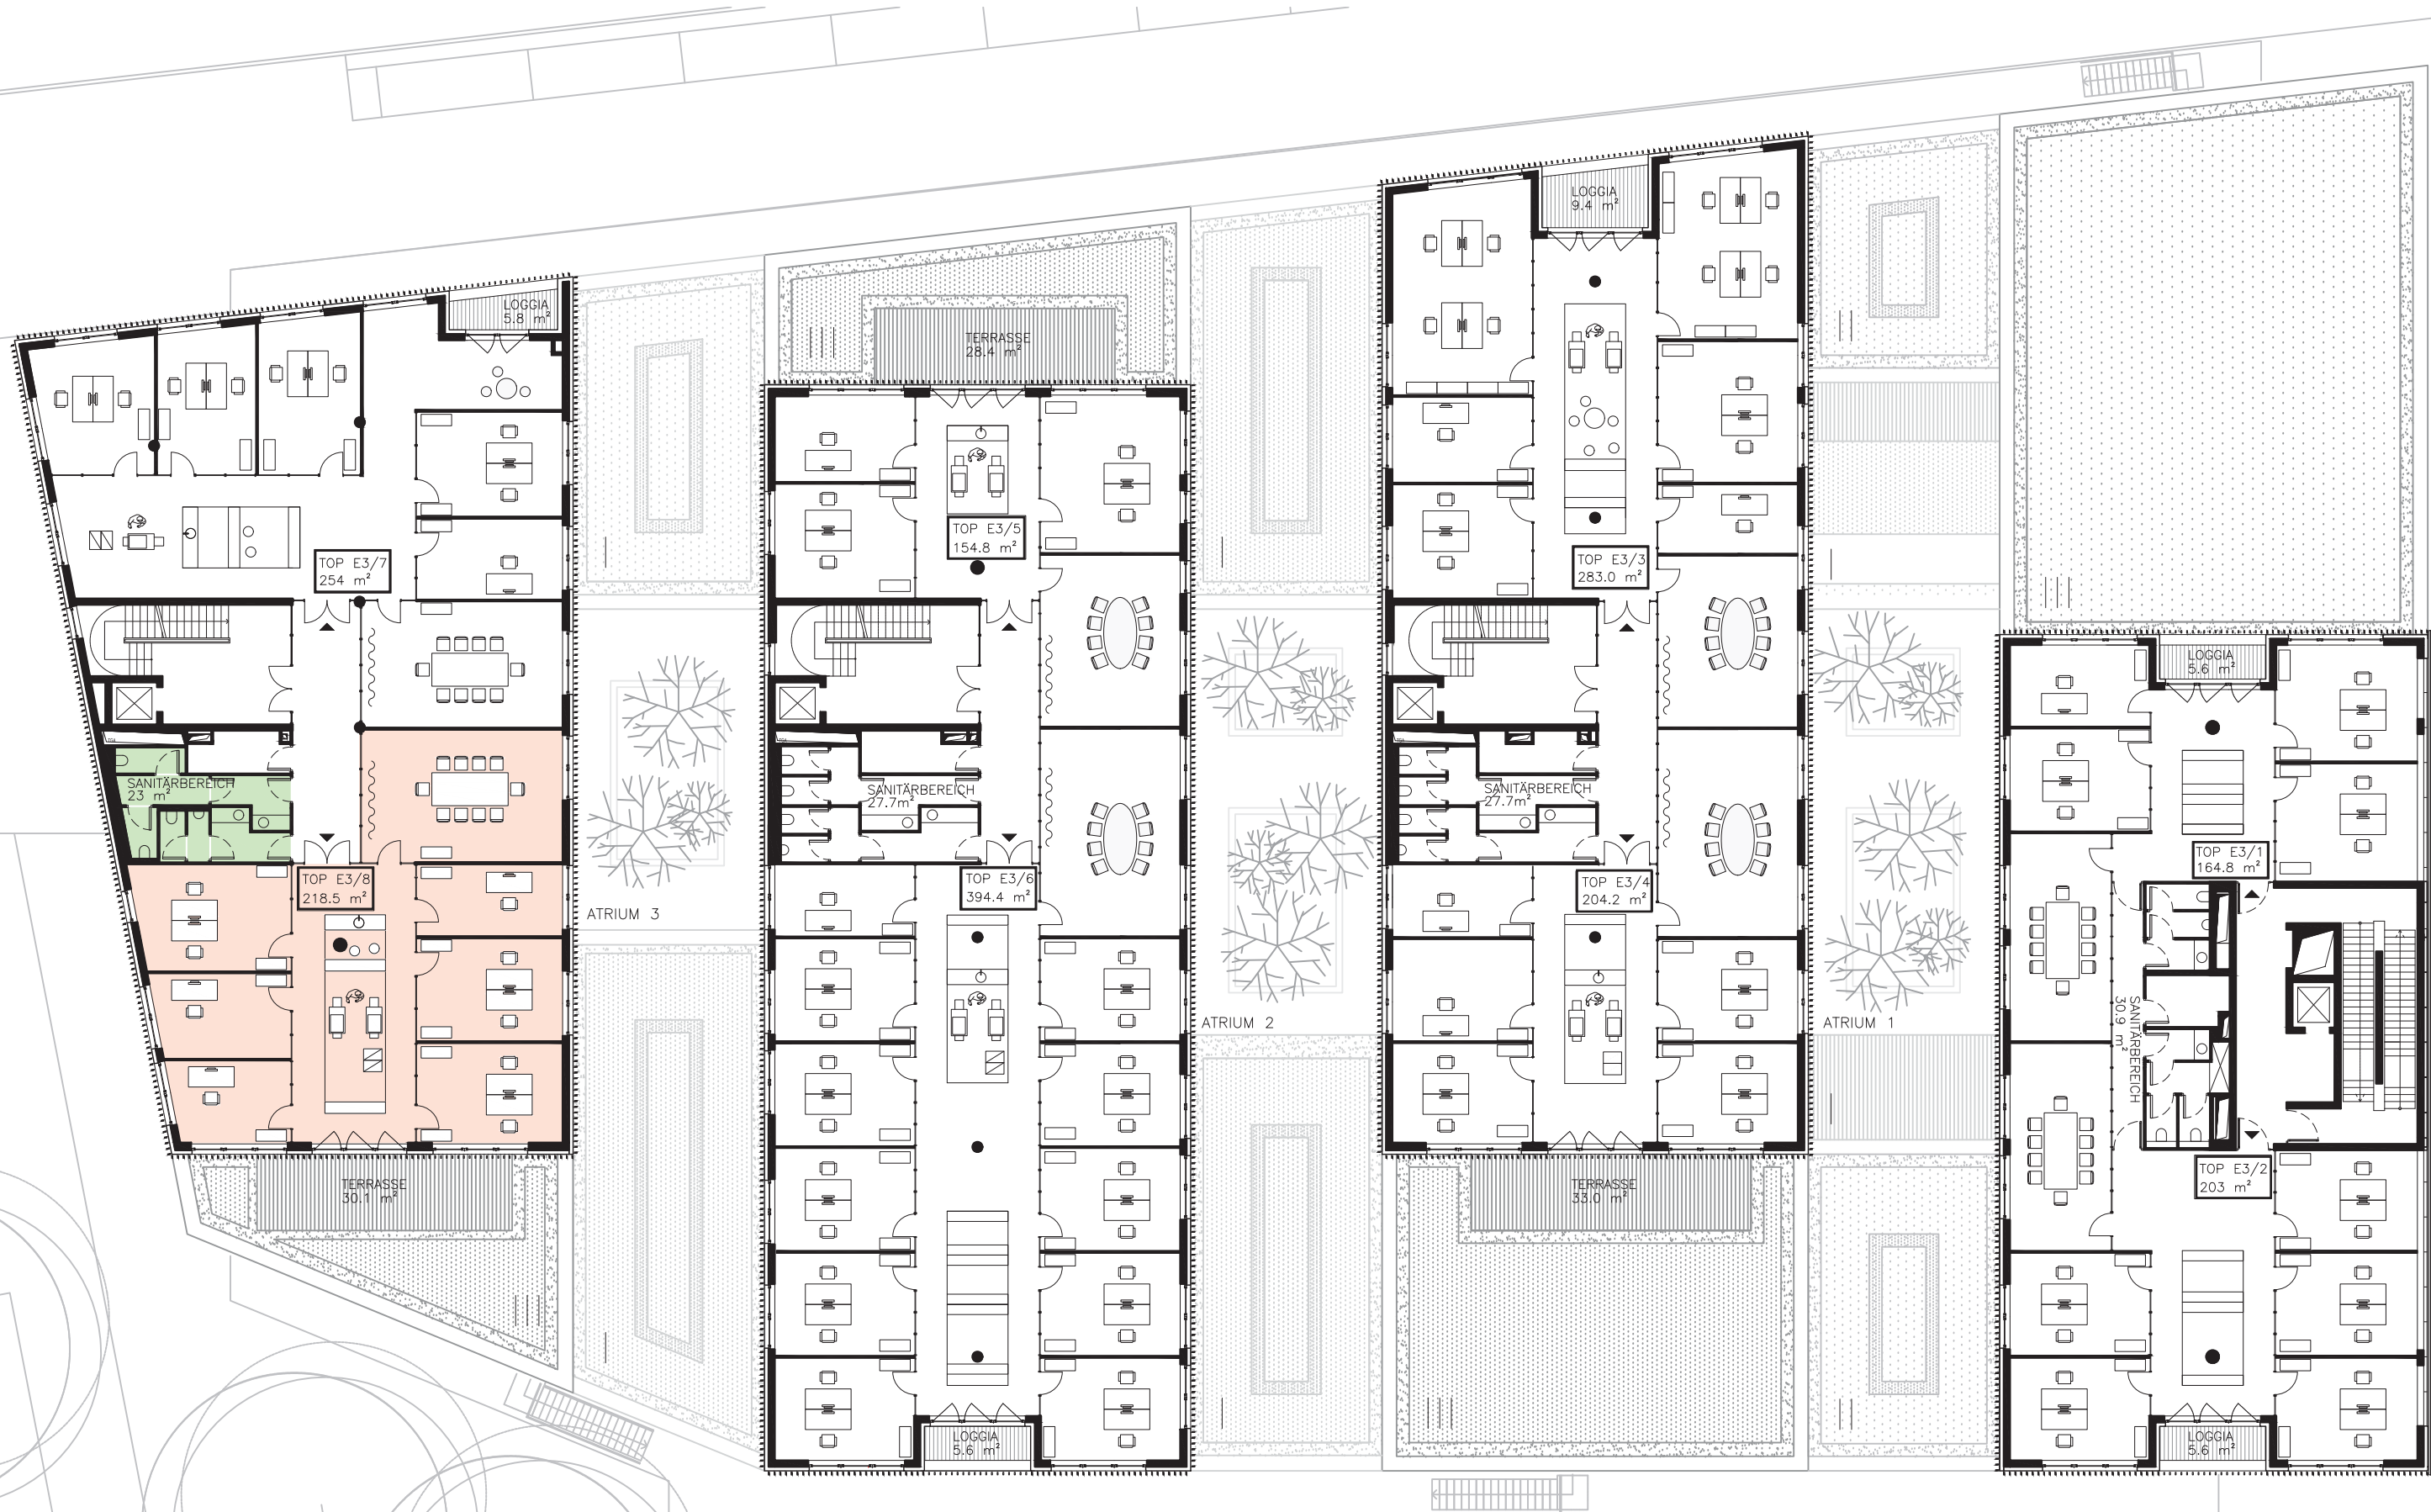 LOGGIA
9.4 m²
LOGGIA
5.8 m²
TERRASSE
28.4 m²
TOP E3/5
154.8 m²
TOP E3/7
254 m²
TOP E3/3
283.0 m²
LOGGIA
5.6 m²
SANITÄRBEREICH
23 m²
SANITÄRBEREICH
27.7m²
SANITÄRBEREICH
27.7m²
TOP E3/1
164.8 m²
TOP E3/8
218.5 m²
TOP E3/6
394.4 m²
TOP E3/4
204.2 m²
ATRIUM 3
ATRIUM 2
ATRIUM 1
SANITÄRBEREICH
30.9 m²
TERRASSE
30.1 m²
TERRASSE
33.0 m²
TOP E3/2
203 m²
LOGGIA
5.6 m²
LOGGIA
5.6 m²